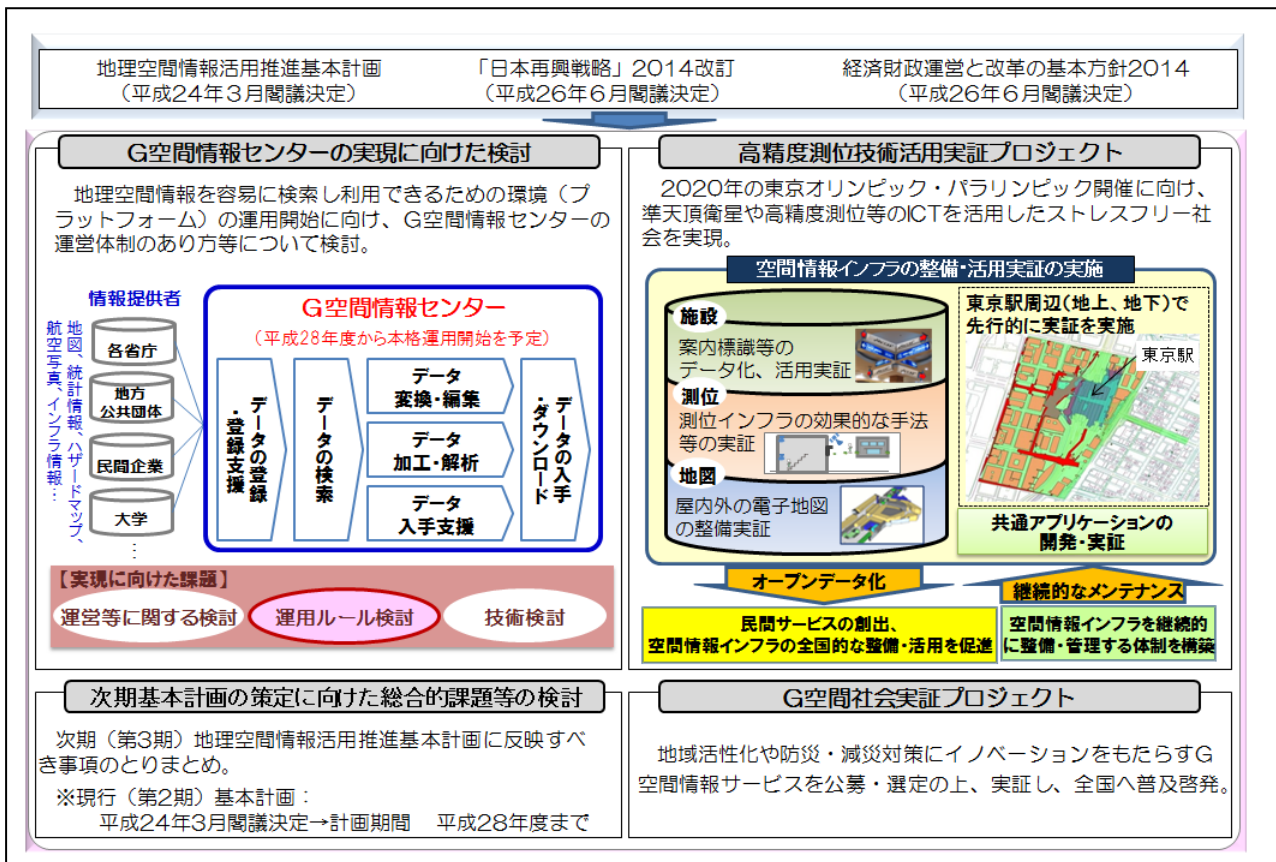 地理空間情報活用推進基本計画
（平成24年３月閣議決定）
「日本再興戦略」2014改訂
（平成26年６月閣議決定）
経済財政運営と改革の基本方針2014
（平成26年６月閣議決定）
G空間情報センターの実現に向けた検討
地理空間情報を容易に検索し利用できるための環境（プ
ラットフォーム）の運用開始に向け、G空間情報センターの
運営体制のあり方等について検討。
情報提供者
地図、統計情報、ハザードマップ、
航空写真、インフラ情報…
各省庁
地方
公共団体
民間企業
大学
…
G空間情報センター
（平成28年度から本格運用開始を予定）
データの登録
・登録支援
データの検索
データ
変換・編集
データ
加工・解析
データ
入手支援
データの入手
・ダウンロード
【実現に向けた課題】
運営等に関する検討
運用ルール検討
技術検討
高精度測位技術活用実証プロジェクト
2020年の東京オリンピック・パラリンピック開催に向け、
準天頂衛星や高精度測位等のICTを活用したストレスフリー社
会を実現。
空間情報インフラの整備・活用実証の実施
施設
案内標識等の
データ化、活用実証
測位
測位インフラの効果的な手法
等の実証
地図
屋内外の電子地図
の整備実証
東京駅周辺（地上、地下）で
先行的に実証を実施
東京駅
共通アプリケーションの
開発・実証
オープンデータ化
継続的なメンテナンス
民間サービスの創出、
空間情報インフラの全国的な整備・活用を促進
空間情報インフラを継続的
に整備・管理する体制を構築
次期基本計画の策定に向けた総合的課題等の検討
次期（第3期）地理空間情報活用推進基本計画に反映すべ
き事項のとりまとめ。
※現行（第2期）基本計画：
平成24年3月閣議決定→計画期間　平成28年度まで
G空間社会実証プロジェクト
地域活性化や防災・減災対策にイノベーションをもたらすG
空間情報サービスを公募・選定の上、実証し、全国へ普及啓発。